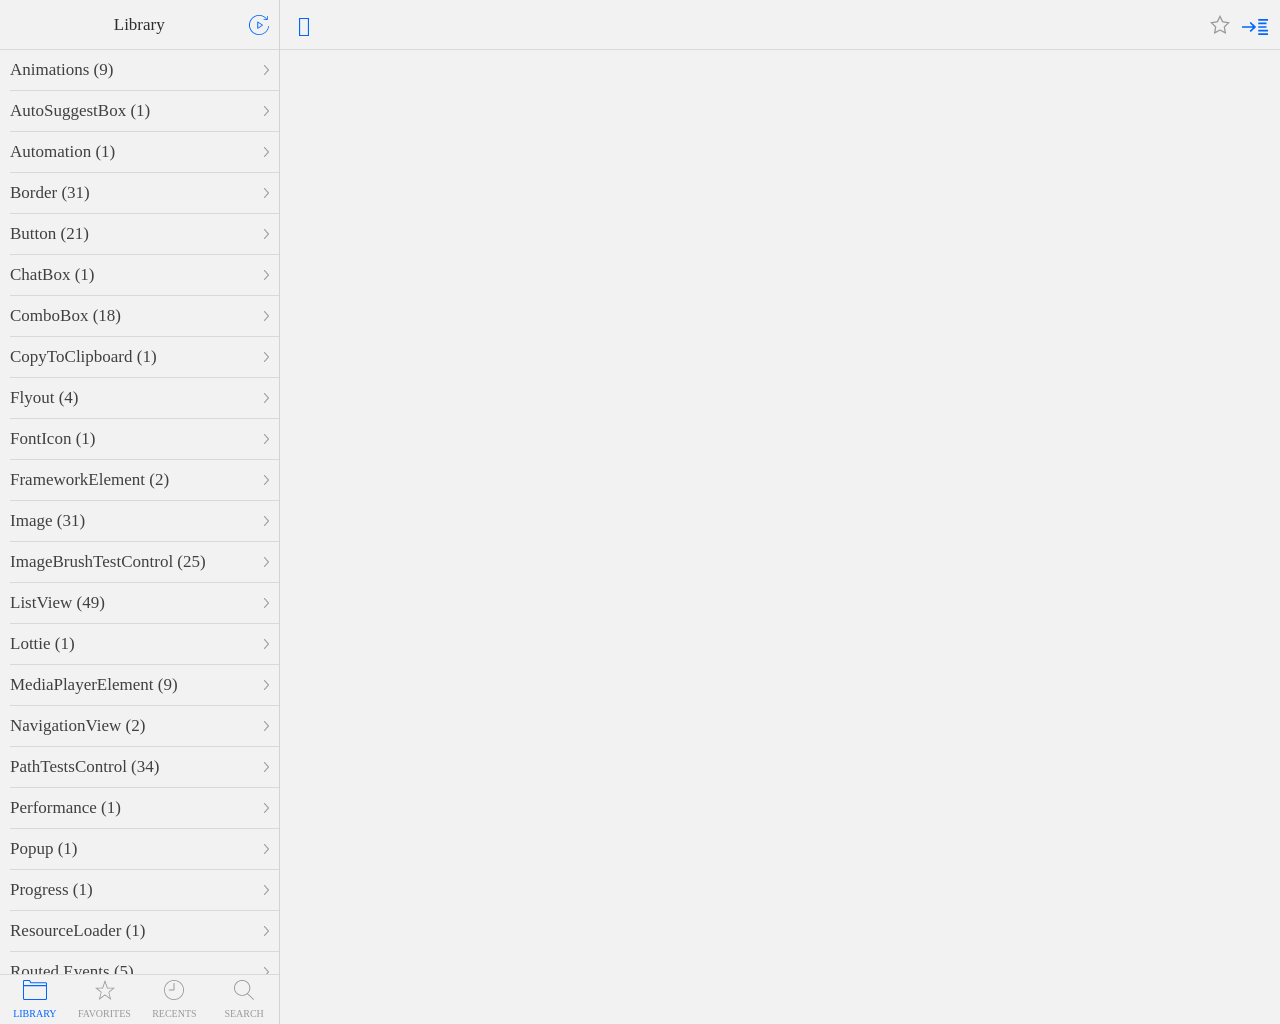 Library
Animations (9)
AutoSuggestBox (1)
Automation (1)
Border (31)
Button (21)
ChatBox (1)
ComboBox (18)
CopyToClipboard (1)
Flyout (4)
FontIcon (1)
FrameworkElement (2)
Image (31)
ImageBrushTestControl (25)
ListView (49)
Lottie (1)
MediaPlayerElement (9)
NavigationView (2)
PathTestsControl (34)
Performance (1)
Popup (1)
Progress (1)
ResourceLoader (1)
Routed Events (5)
LIBRARY FAVORITES RECENTS SEARCH